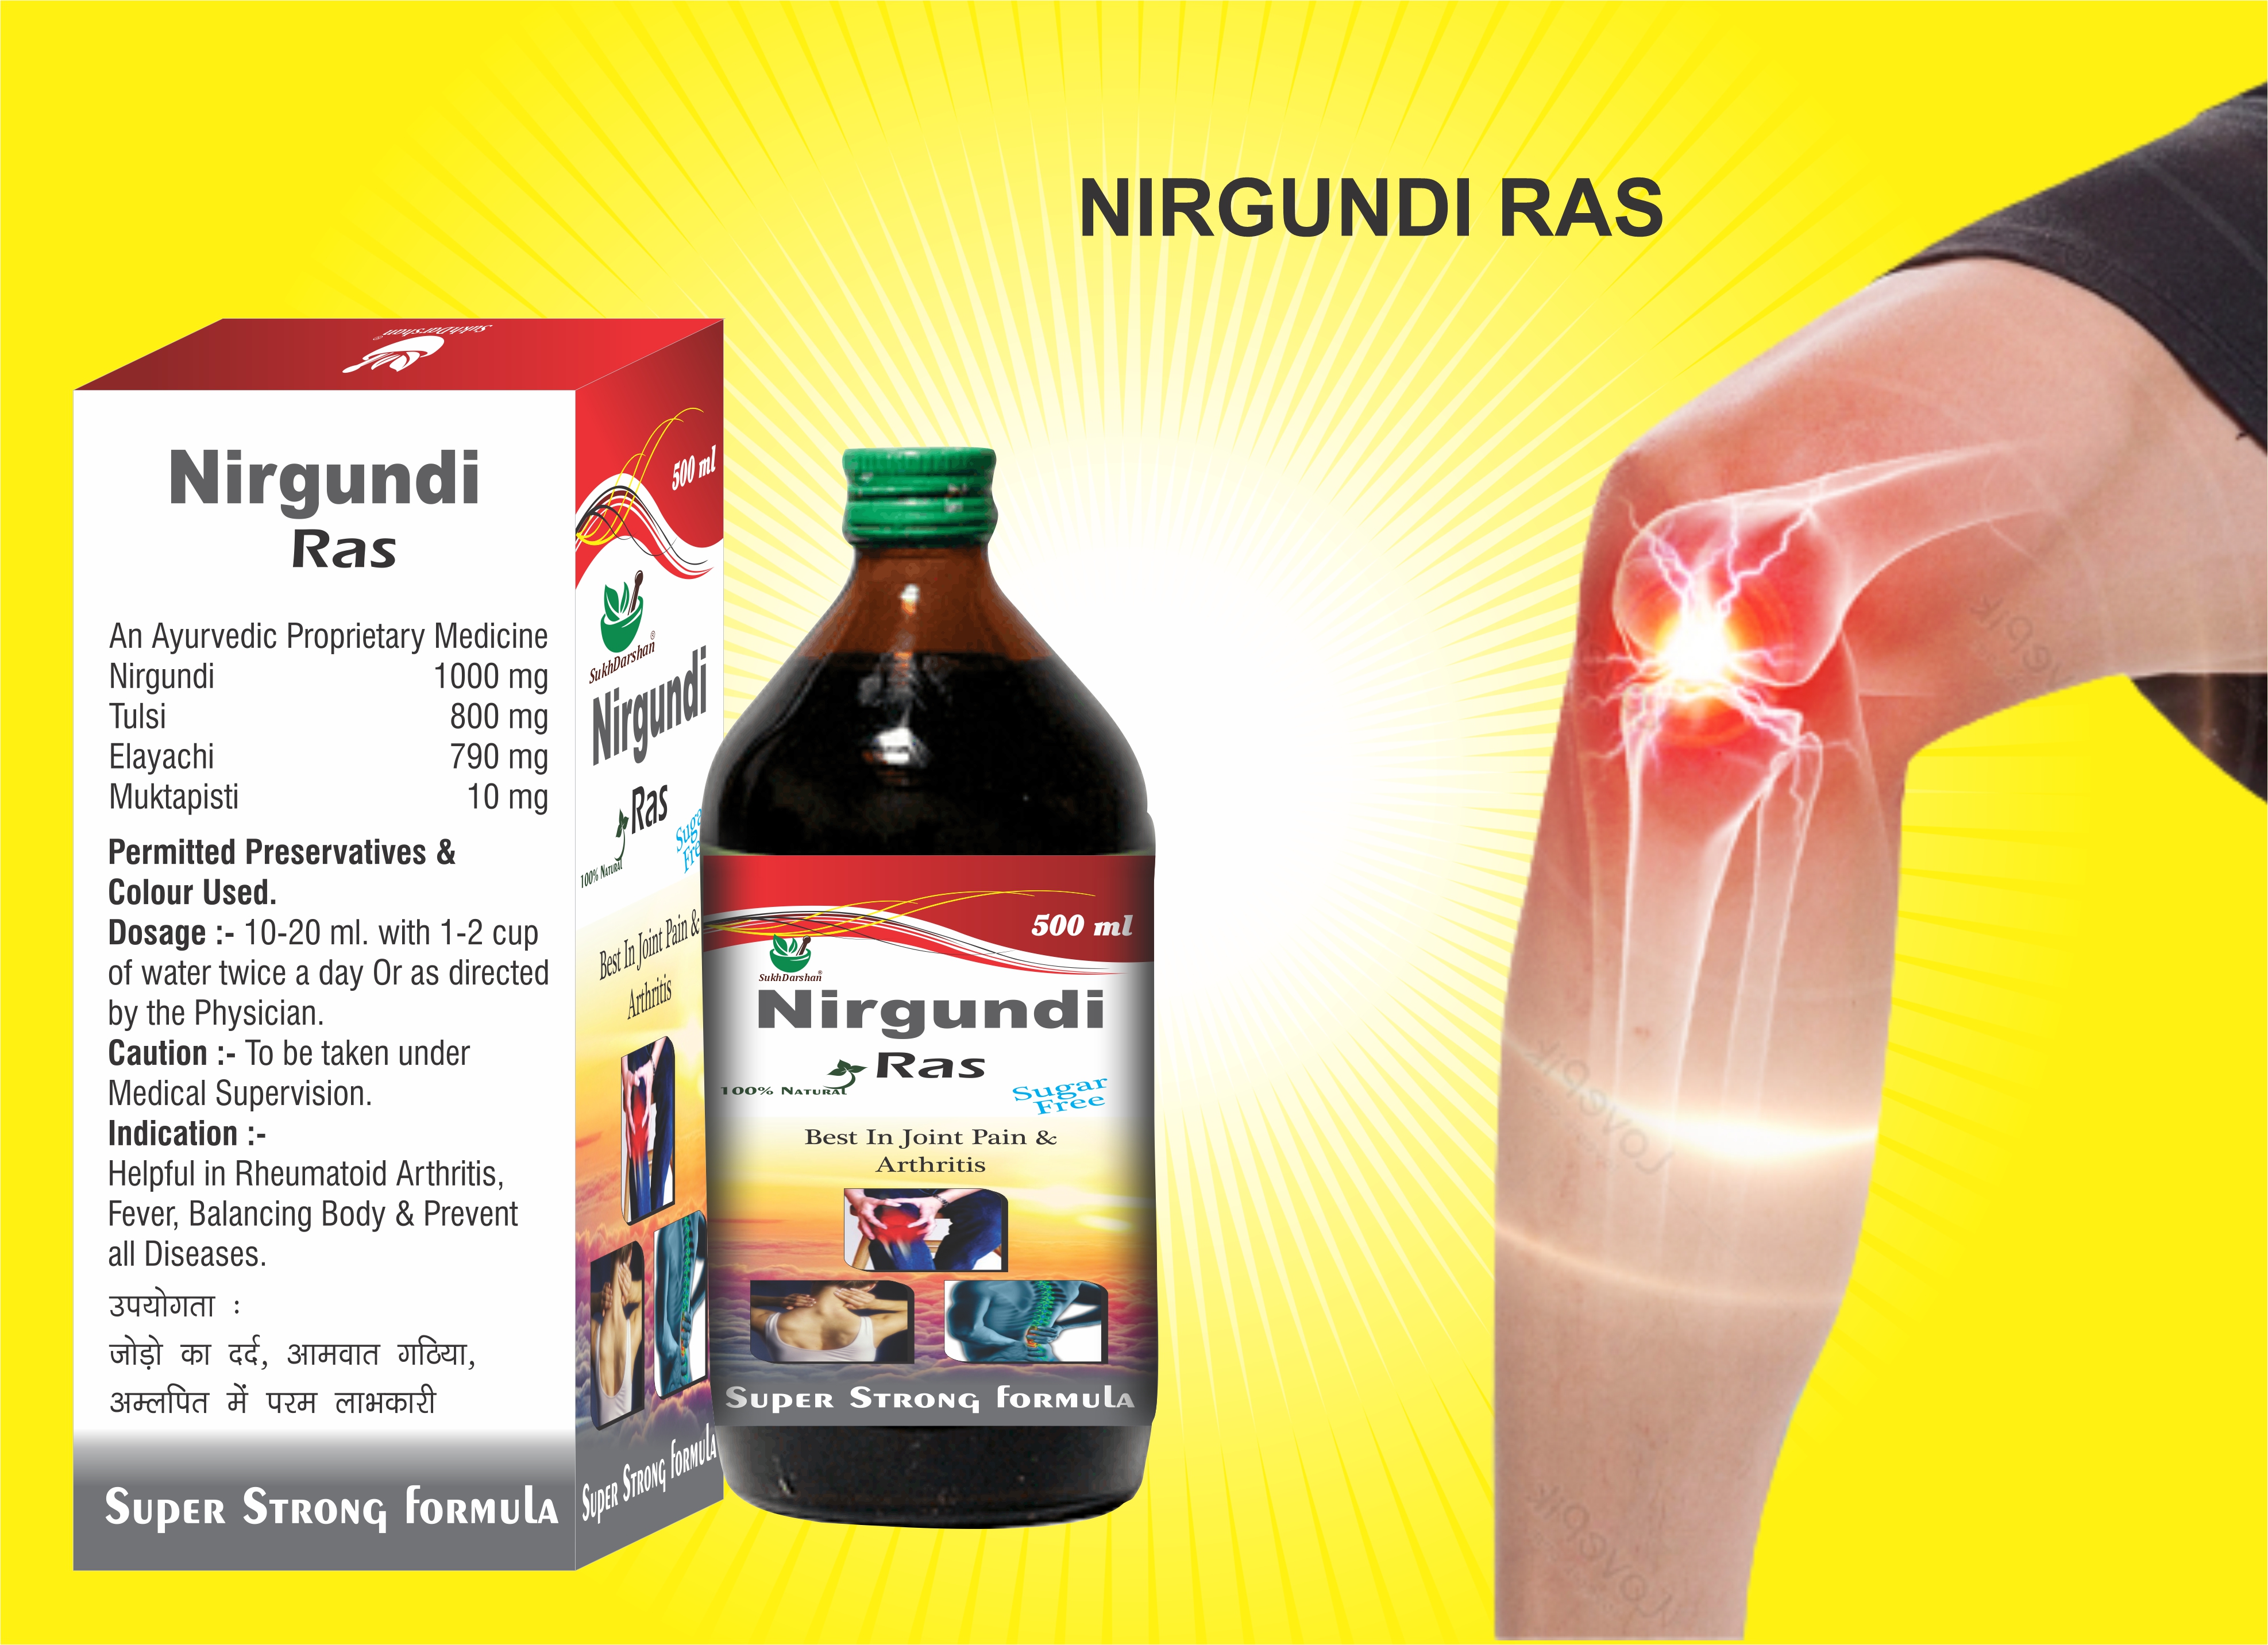 NIRGUNDI RAS
SukhDarshan
Nirgundi
Ras
An Ayurvedic Proprietary Medicine
Nirgundi 1000 mg
Tulsi 800 mg
Elayachi 790 mg
Muktapisti 10 mg
Permitted Preservatives &
Colour Used.
Dosage :- 10-20 ml. with 1-2 cup
of water twice a day Or as directed
by the Physician.
Caution :- To be taken under
Medical Supervision.
Indication :-
Helpful in Rheumatoid Arthritis,
Fever, Balancing Body & Prevent
all Diseases.
उपयोगता :
जोड़ो का दर्द, आमवात गठिया,
अम्लपित में परम लाभकारी
Super Strong formula
500 ml
SukhDarshan®
Nirgundi
Ras
100% Natural
Best In Joint Pain &
Arthritis
Super Strong formula
500 ml
SukhDarshan®
Nirgundi
Ras
100% Natural
Sugar
Free
Best In Joint Pain &
Arthritis
Super Strong formula
Lovepik
Lovepik